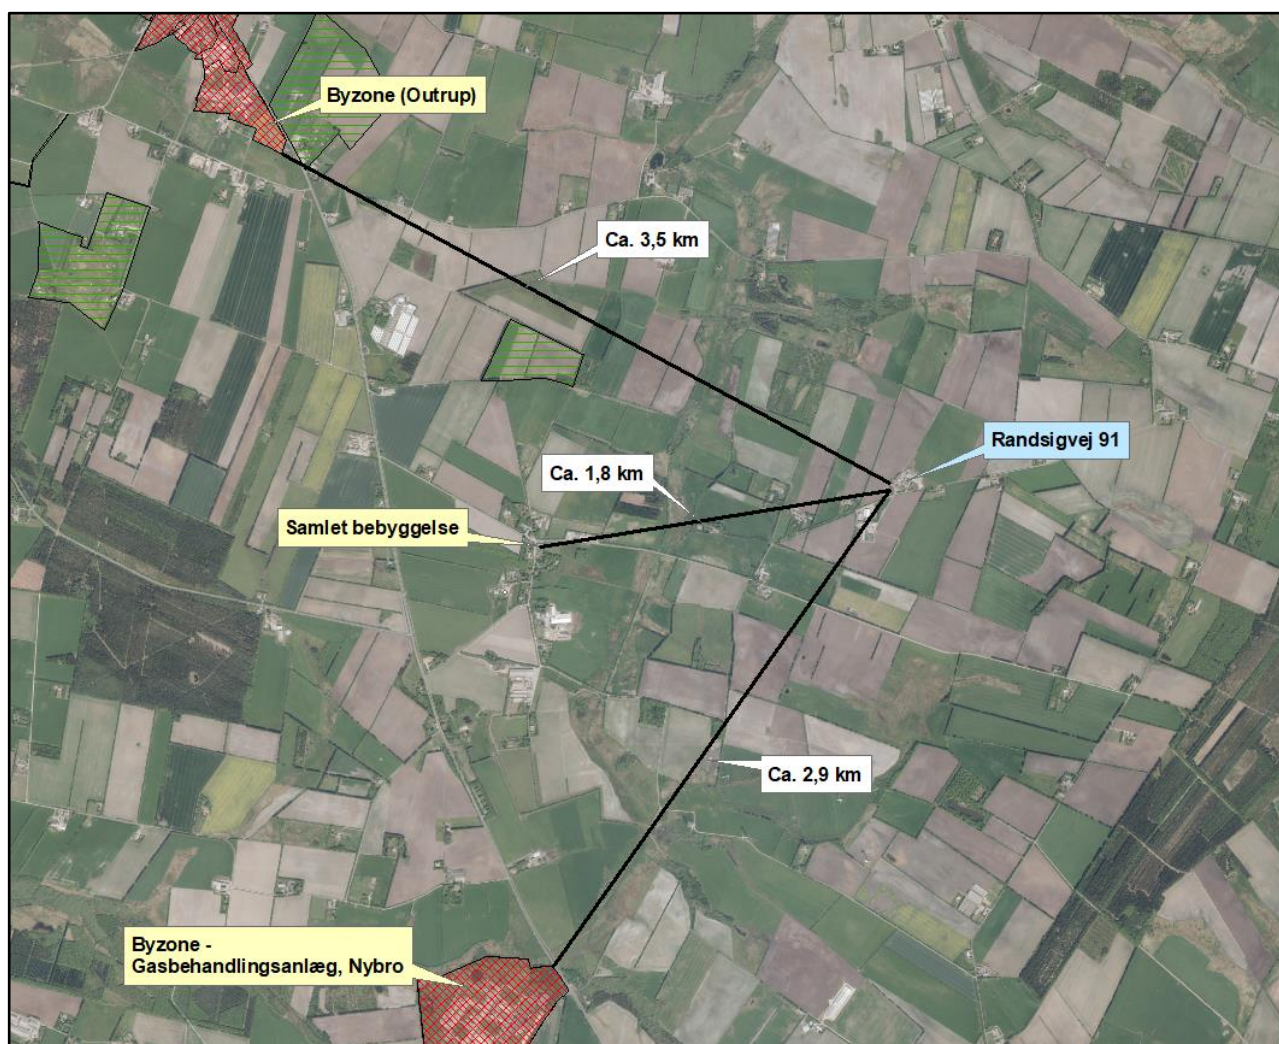 Byzone (Outrup)
Ca. 3,5 km
Randsigvej 91
Ca. 1,8 km
Samlet bebyggelse
Ca. 2,9 km
Byzone -
Gasbehandlingsanlæg, Nybro